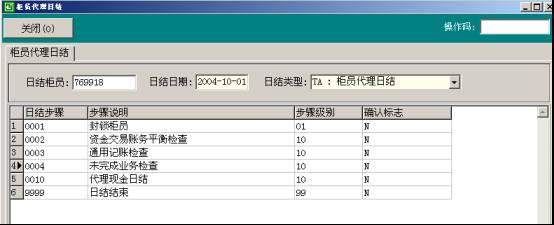 柜员代理日结
关闭(O) 操作码:
柜员代理日结
日结柜员: 769918 日结日期: 2004-10-01 日结类型: TA : 柜员代理日结
日结步骤 步骤说明 步骤级别 确认标志
1 0001 封锁柜员 01 N
2 0002 资金交易账务平衡检查 10 N
3 0003 通用记账检查 10 N
4 0004 未完成业务检查 10 N
5 0010 代理现金日结 10 N
6 9999 日结结束 99 N